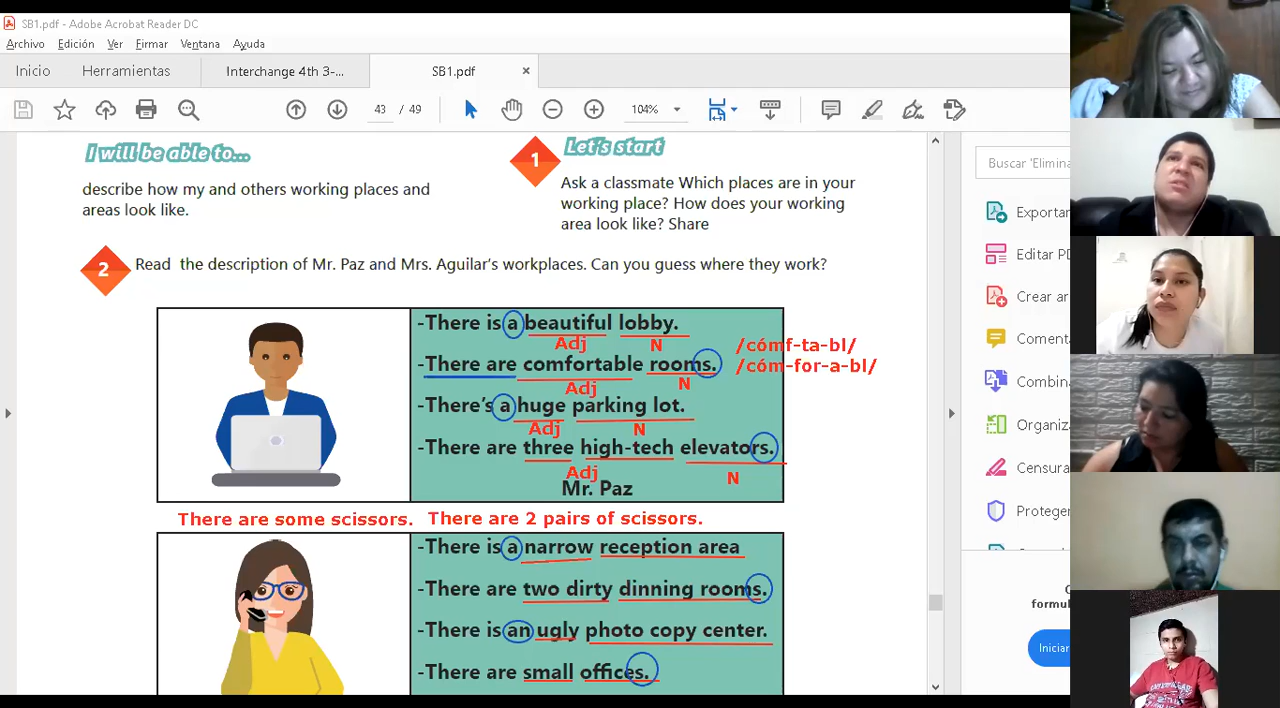 SB1.pdf - Adobe Acrobat Reader DC
Archivo Edición Ver Firmar Ventana Ayuda
Inicio Herramientas Interchange 4th 3-... SB1.pdf ×
43 / 49 104%
I will be able to...
describe how my and others working places and
areas look like.
1 Let's start
Ask a classmate Which places are in your
working place? How does your working
area look like? Share
2 Read the description of Mr. Paz and Mrs. Aguilar's workplaces. Can you guess where they work?
-There is a beautiful lobby.
Adj N /cómf-ta-bl/
-There are comfortable rooms. /cóm-for-a-bl/
Adj N
-There's a huge parking lot.
Adj N
-There are three high-tech elevators.
Adj N
Mr. Paz
There are some scissors. There are 2 pairs of scissors.
-There is a narrow reception area
-There are two dirty dinning rooms.
-There is an ugly photo copy center.
-There are small offices.
Buscar 'Elimina
Exportar
Editar PD
Crear ar
Comenta
Combina
Organiza
Censura
Proteger
formu
Iniciar